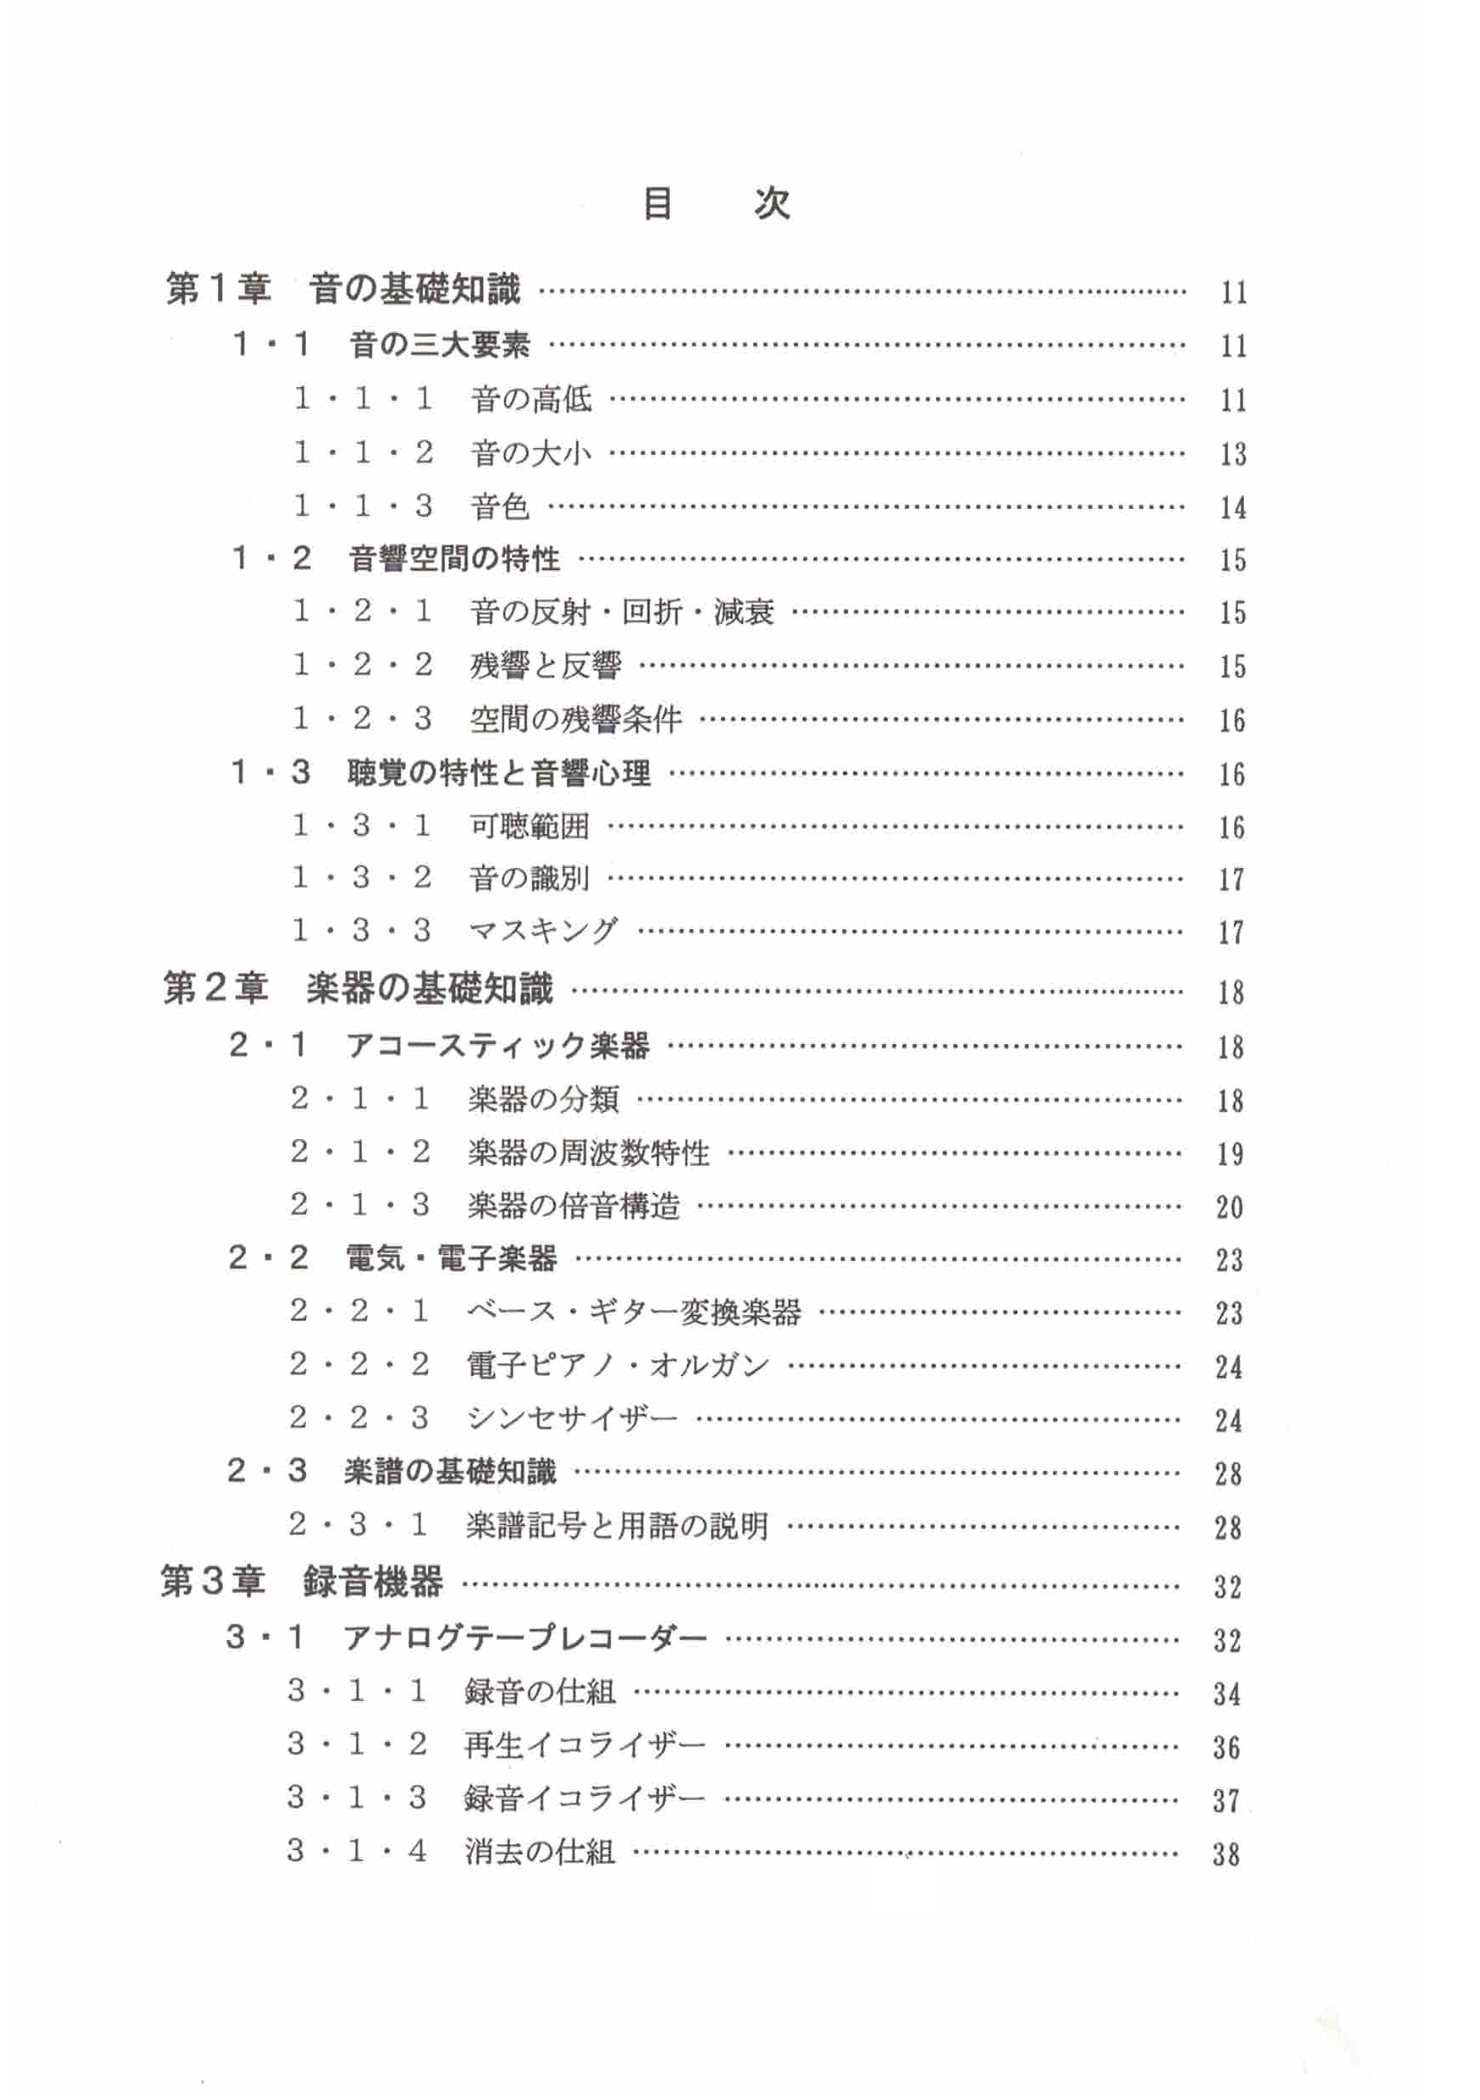 目　次
第１章　音の基礎知識 …… 11
１・１　音の三大要素 …… 11
１・１・１　音の高低 …… 11
１・１・２　音の大小 …… 13
１・１・３　音色 …… 14
１・２　音響空間の特性 …… 15
１・２・１　音の反射・回折・減衰 …… 15
１・２・２　残響と反響 …… 15
１・２・３　空間の残響条件 …… 16
１・３　聴覚の特性と音響心理 …… 16
１・３・１　可聴範囲 …… 16
１・３・２　音の識別 …… 17
１・３・３　マスキング …… 17
第２章　楽器の基礎知識 …… 18
２・１　アコースティック楽器 …… 18
２・１・１　楽器の分類 …… 18
２・１・２　楽器の周波数特性 …… 19
２・１・３　楽器の倍音構造 …… 20
２・２　電気・電子楽器 …… 23
２・２・１　ベース・ギター変換楽器 …… 23
２・２・２　電子ピアノ・オルガン …… 24
２・２・３　シンセサイザー …… 24
２・３　楽譜の基礎知識 …… 28
２・３・１　楽譜記号と用語の説明 …… 28
第３章　録音機器 …… 32
３・１　アナログテープレコーダー …… 32
３・１・１　録音の仕組 …… 34
３・１・２　再生イコライザー …… 36
３・１・３　録音イコライザー …… 37
３・１・４　消去の仕組 …… 38